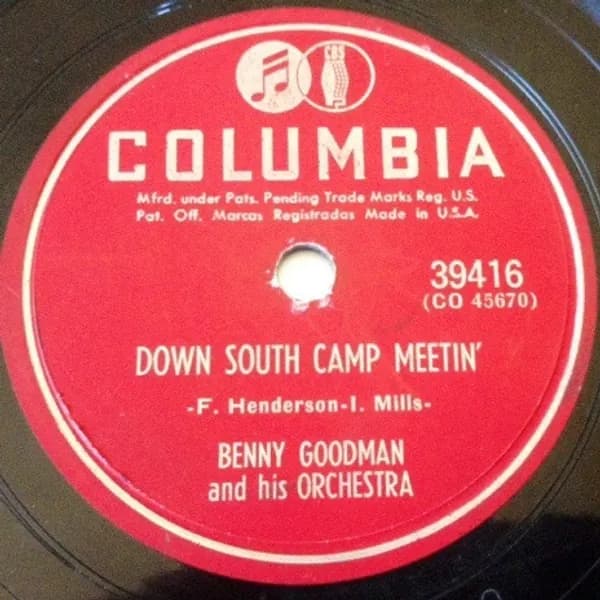 CBS
COLUMBIA
Mfrd. under Pats. Pending Trade Marks Reg. U.S.
Pat. Off. Marcas Registradas Made in U.S.A.
39416
(CO 45670)
DOWN SOUTH CAMP MEETIN'
-F. Henderson-I. Mills-
BENNY GOODMAN
and his ORCHESTRA